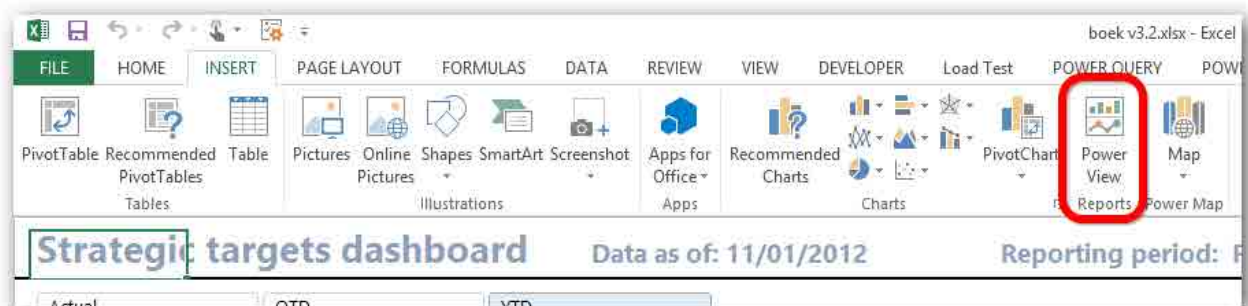 boek v3.2.xlsx - Excel
FILE HOME INSERT PAGE LAYOUT FORMULAS DATA REVIEW VIEW DEVELOPER Load Test POWER QUERY
PivotTable Recommended PivotTables Table Pictures Online Pictures Shapes SmartArt Screenshot Apps for Office Recommended Charts PivotChart Power View Map
Tables Illustrations Apps Charts Reports Power Map
Strategic targets dashboard Data as of: 11/01/2012 Reporting period:
Actual QTD YTD